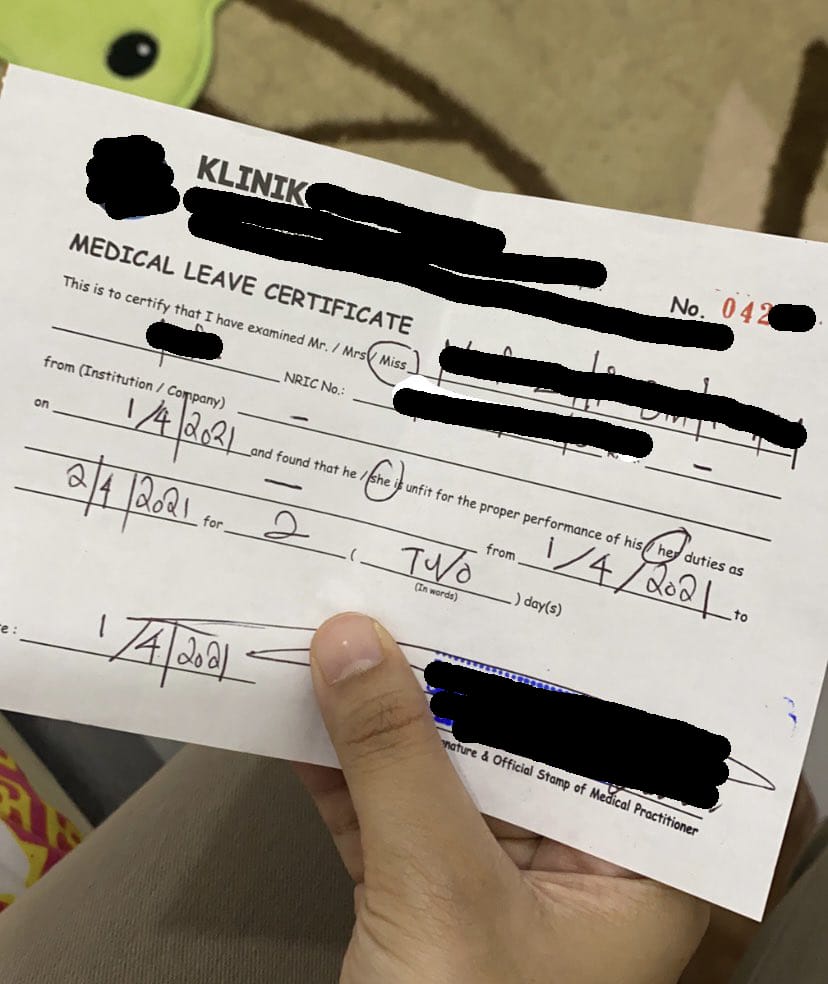 KLINIK
MEDICAL LEAVE CERTIFICATE
No. 042
This is to certify that I have examined Mr. / Mrs / Miss
NRIC No.: –
from (Institution / Company) –
on 1/4/2021 and found that he / she is unfit for the proper performance of his / her duties as
– from 1/4/2021 to
2/4/2021 for 2 ( TWO ) day(s)
(In words)
e : 1/4/2021
nature & Official Stamp of Medical Practitioner